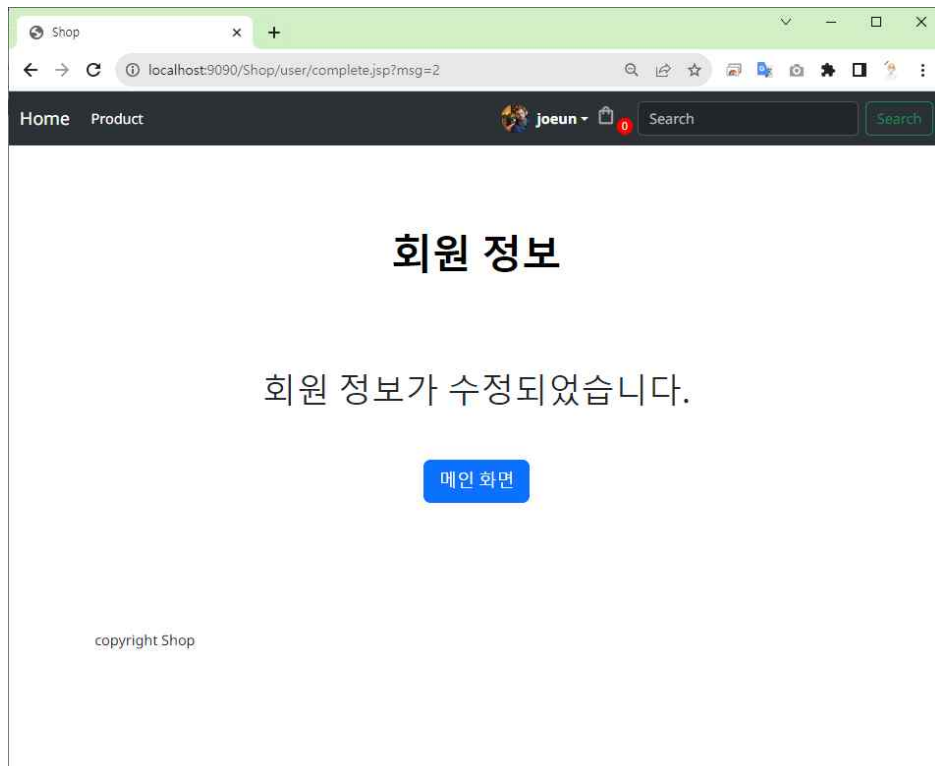 Shop
localhost:9090/Shop/user/complete.jsp?msg=2
Home Product joeun 0 Search Search
회원 정보
회원 정보가 수정되었습니다.
메인 화면
copyright Shop